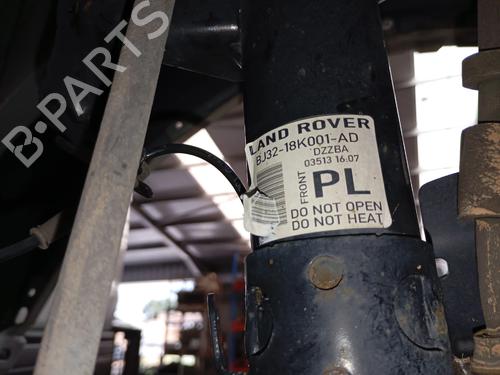 B-PARTS
LAND ROVER
BJ32-18K001-AD
DZZBA
03513 16.07
FRONT
PL
DO NOT OPEN
DO NOT HEAT